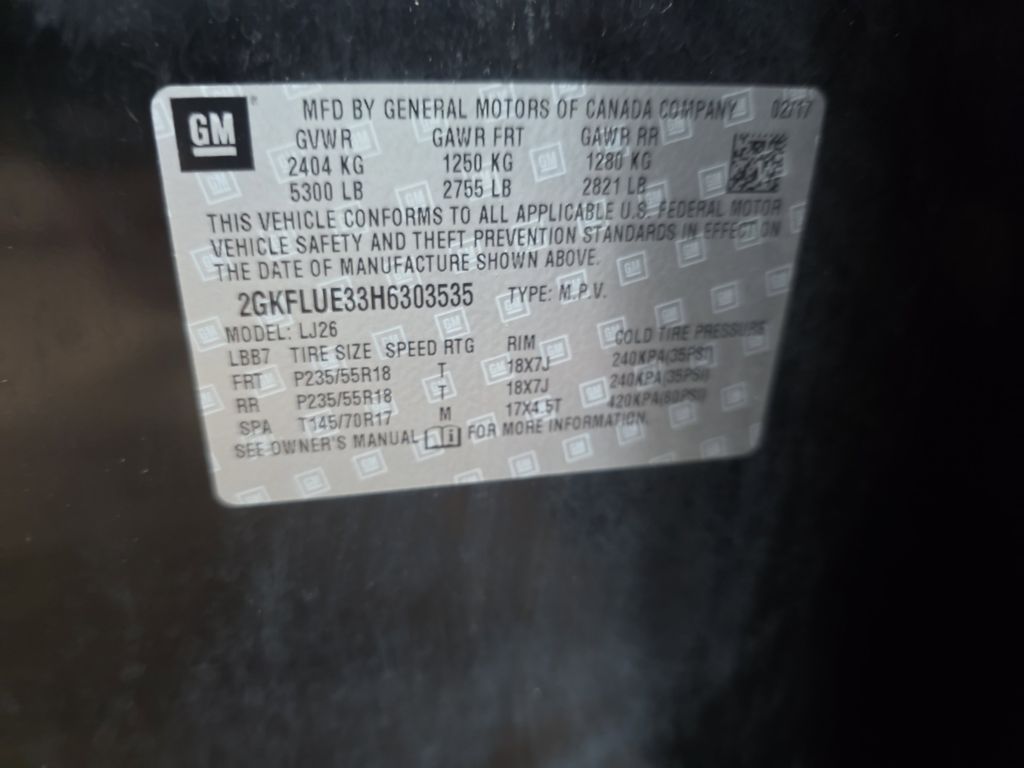 GM® MFD BY GENERAL MOTORS OF CANADA COMPANY 02/17
GVWR GAWR FRT GAWR RR
2404 KG 1250 KG 1280 KG
5300 LB 2755 LB 2821 LB
THIS VEHICLE CONFORMS TO ALL APPLICABLE U.S. FEDERAL MOTOR
VEHICLE SAFETY AND THEFT PREVENTION STANDARDS IN EFFECT ON
THE DATE OF MANUFACTURE SHOWN ABOVE.
2GKFLUE33H6303535 TYPE: M.P.V.
MODEL: LJ26
LBB7 TIRE SIZE SPEED RTG RIM COLD TIRE PRESSURE
FRT P235/55R18 T 18X7J 240KPA(35PSI)
RR P235/55R18 T 18X7J 240KPA(35PSI)
SPA T145/70R17 M 17X4.5T 420KPA(60PSI)
SEE OWNER'S MANUAL i FOR MORE INFORMATION.